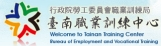 行政院勞工委員會職業訓練局
臺南職業訓練中心
Welcome to Tainan Training Center
Bureau of Employment and Vocational Training